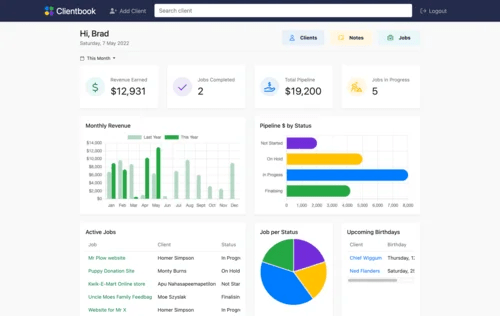 Clientbook Add Client Search client Logout
Hi, Brad
Saturday, 7 May 2022
Clients Notes Jobs
This Month
Revenue Earned
$12,931
Jobs Completed
2
Total Pipeline
$19,200
Jobs In Progress
5
Monthly Revenue
Last Year This Year
$14,000
$12,000
$10,000
$8,000
$6,000
$4,000
$2,000
$0
Jan Feb Mar Apr May Jun Jul Aug Sep Oct Nov Dec
Pipeline $ by Status
Not Started
On Hold
In Progress
Finalising
0 1,000 2,000 3,000 4,000 5,000 6,000 7,000 8,000
Active Jobs
Job Client Status
Mr Plow website Homer Simpson In Progr
Puppy Donation Site Monty Burns On Hold
Kwik-E-Mart Online store Apu Nahasapeemapetilon Not Star
Uncle Moes Family Feedbag Moe Szyslak Finalisin
Website for Mr X Homer Simpson In Progr
Job per Status
Upcoming Birthdays
Client Birthday
Chief Wiggum Thursday, 1
Ned Flanders Saturday, 2